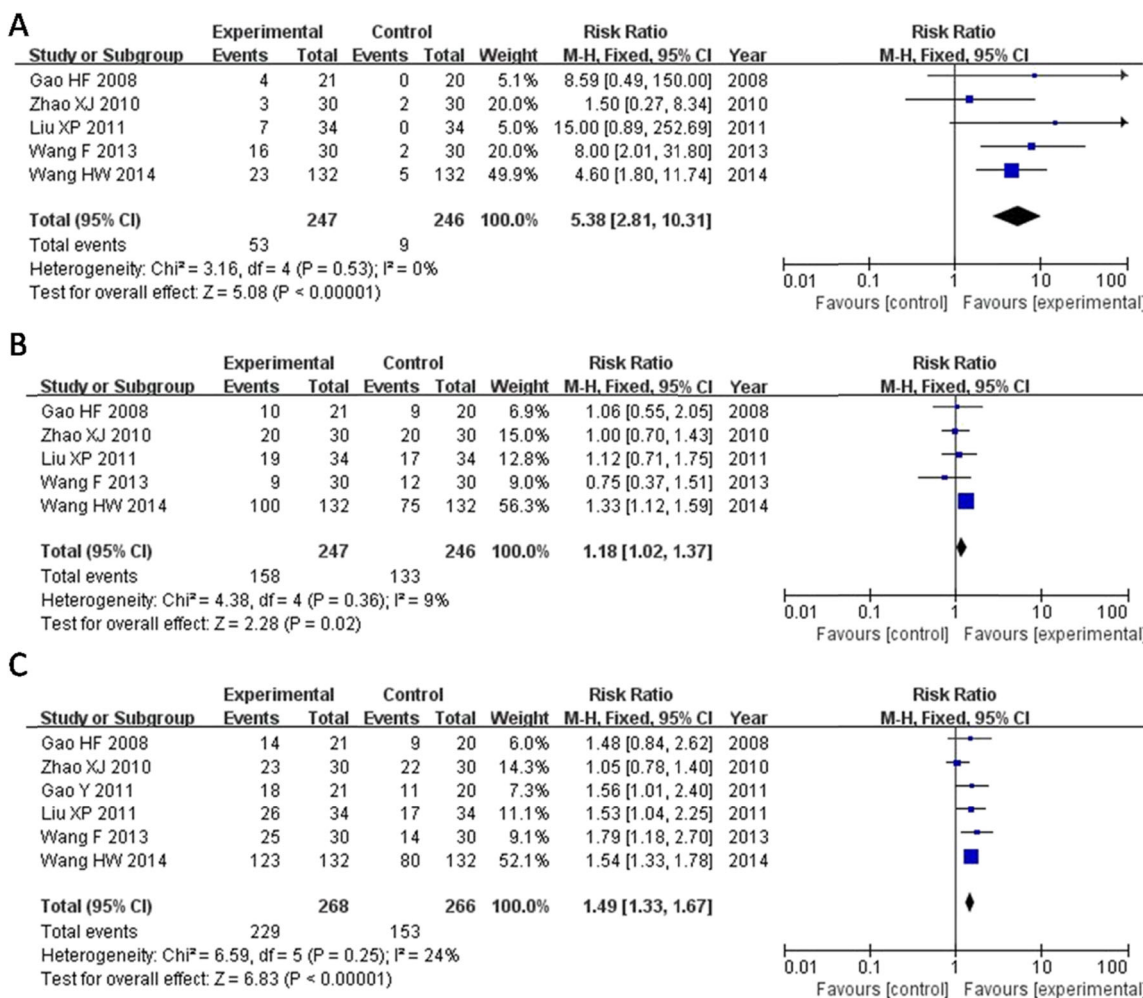 A
Experimental Control Risk Ratio Risk Ratio
Study or Subgroup Events Total Events Total Weight M-H, Fixed, 95% CI Year M-H, Fixed, 95% CI
Gao HF 2008 4 21 0 20 5.1% 8.59 [0.49, 150.00] 2008
Zhao XJ 2010 3 30 2 30 20.0% 1.50 [0.27, 8.34] 2010
Liu XP 2011 7 34 0 34 5.0% 15.00 [0.89, 252.69] 2011
Wang F 2013 16 30 2 30 20.0% 8.00 [2.01, 31.80] 2013
Wang HW 2014 23 132 5 132 49.9% 4.60 [1.80, 11.74] 2014
Total (95% CI) 247 246 100.0% 5.38 [2.81, 10.31]
Total events 53 9
Heterogeneity: Chi² = 3.16, df = 4 (P = 0.53); I² = 0%
Test for overall effect: Z = 5.08 (P < 0.00001)
0.01 0.1 1 10 100
Favours [control] Favours [experimental]
B
Experimental Control Risk Ratio Risk Ratio
Study or Subgroup Events Total Events Total Weight M-H, Fixed, 95% CI Year M-H, Fixed, 95% CI
Gao HF 2008 10 21 9 20 6.9% 1.06 [0.55, 2.05] 2008
Zhao XJ 2010 20 30 20 30 15.0% 1.00 [0.70, 1.43] 2010
Liu XP 2011 19 34 17 34 12.8% 1.12 [0.71, 1.75] 2011
Wang F 2013 9 30 12 30 9.0% 0.75 [0.37, 1.51] 2013
Wang HW 2014 100 132 75 132 56.3% 1.33 [1.12, 1.59] 2014
Total (95% CI) 247 246 100.0% 1.18 [1.02, 1.37]
Total events 158 133
Heterogeneity: Chi² = 4.38, df = 4 (P = 0.36); I² = 9%
Test for overall effect: Z = 2.28 (P = 0.02)
0.01 0.1 1 10 100
Favours [control] Favours [experimental]
C
Experimental Control Risk Ratio Risk Ratio
Study or Subgroup Events Total Events Total Weight M-H, Fixed, 95% CI Year M-H, Fixed, 95% CI
Gao HF 2008 14 21 9 20 6.0% 1.48 [0.84, 2.62] 2008
Zhao XJ 2010 23 30 22 30 14.3% 1.05 [0.78, 1.40] 2010
Gao Y 2011 18 21 11 20 7.3% 1.56 [1.01, 2.40] 2011
Liu XP 2011 26 34 17 34 11.1% 1.53 [1.04, 2.25] 2011
Wang F 2013 25 30 14 30 9.1% 1.79 [1.18, 2.70] 2013
Wang HW 2014 123 132 80 132 52.1% 1.54 [1.33, 1.78] 2014
Total (95% CI) 268 266 100.0% 1.49 [1.33, 1.67]
Total events 229 153
Heterogeneity: Chi² = 6.59, df = 5 (P = 0.25); I² = 24%
Test for overall effect: Z = 6.83 (P < 0.00001)
0.01 0.1 1 10 100
Favours [control] Favours [experimental]